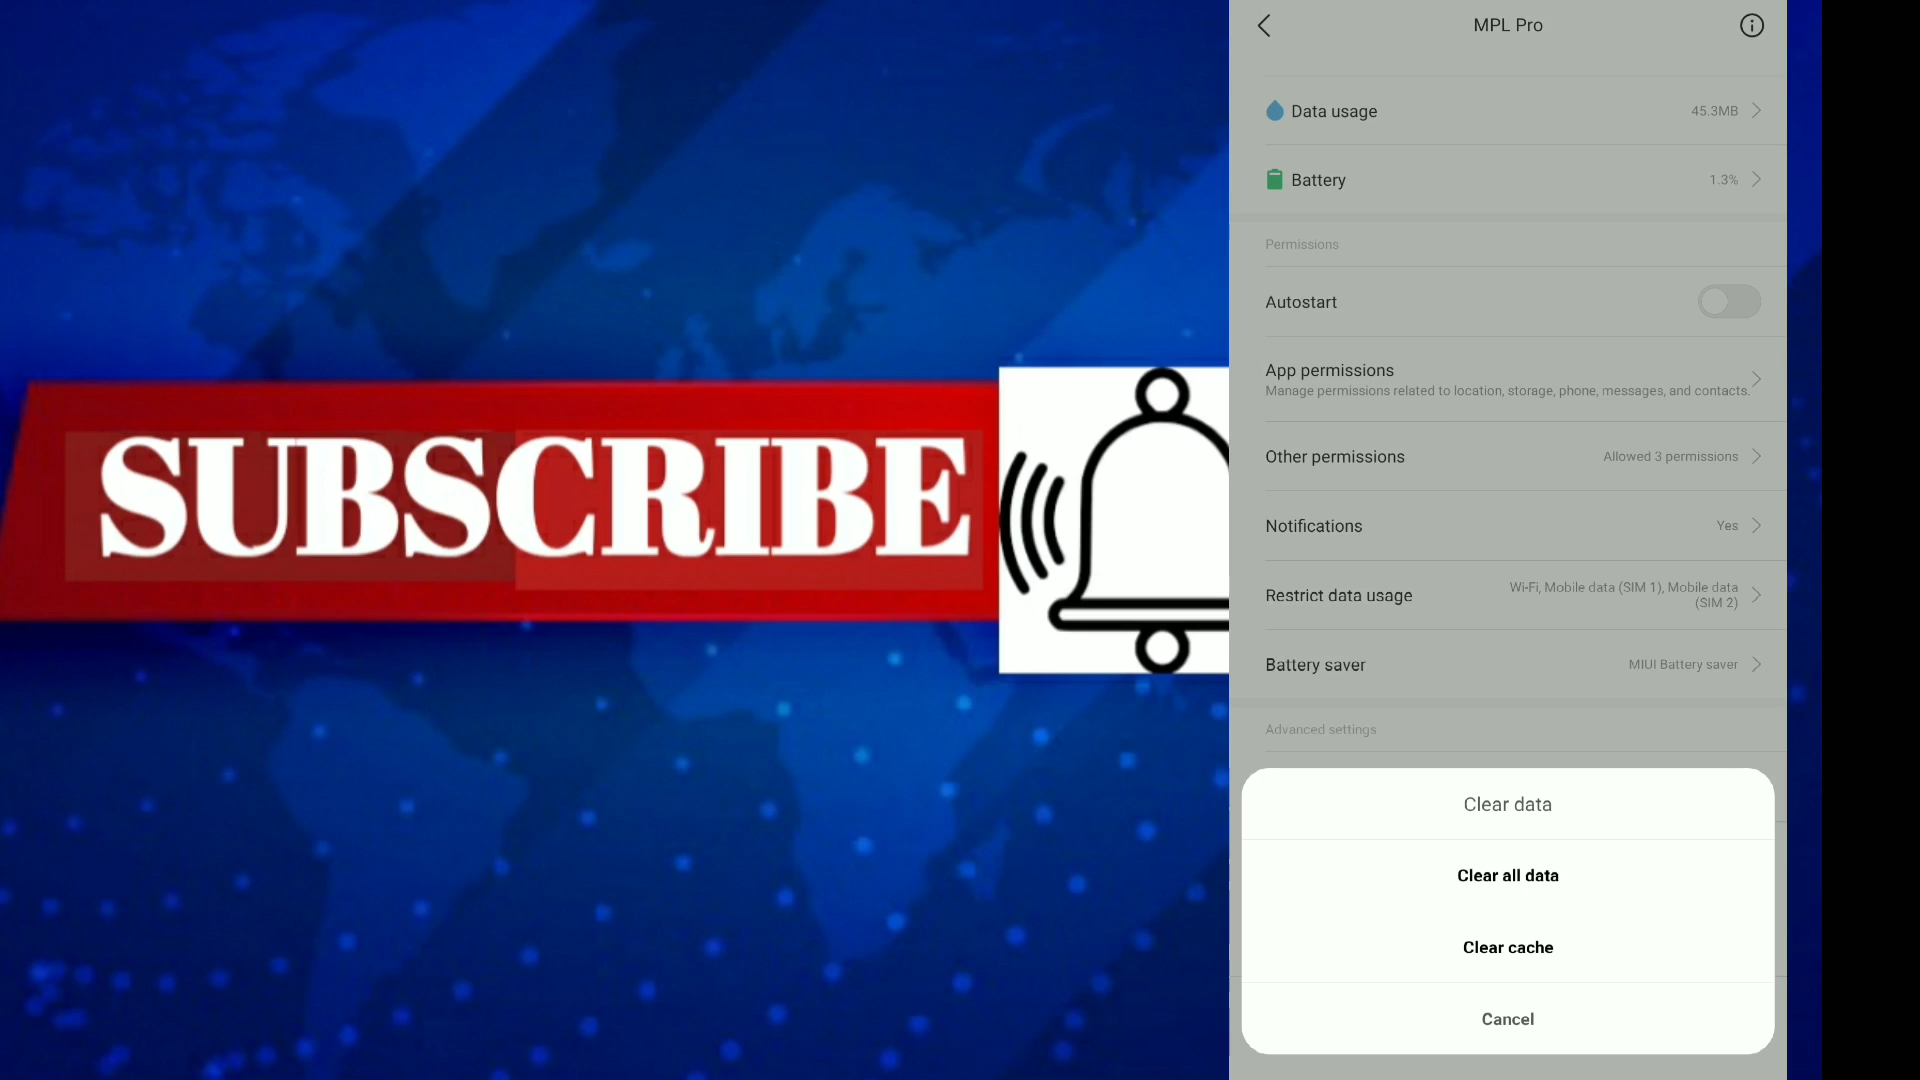 SUBSCRIBE
MPL Pro
Data usage 45.3MB
Battery 1.3%
Permissions
Autostart
App permissions
Manage permissions related to location, storage, phone, messages, and contacts.
Other permissions Allowed 3 permissions
Notifications Yes
Restrict data usage Wi-Fi, Mobile data (SIM 1), Mobile data
(SIM 2)
Battery saver MIUI Battery saver
Advanced settings
Clear data
Clear all data
Clear cache
Cancel